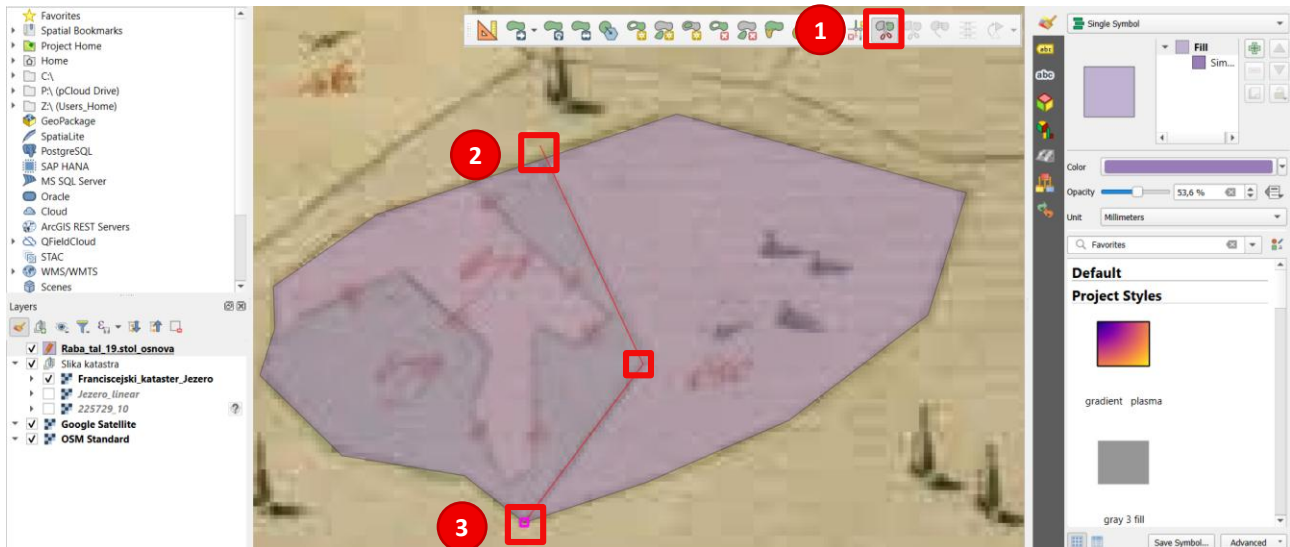 Favorites
Spatial Bookmarks
Project Home
Home
C:\
P:\ (pCloud Drive)
Z:\ (Users_Home)
GeoPackage
SpatiaLite
PostgreSQL
SAP HANA
MS SQL Server
Oracle
Cloud
ArcGIS REST Servers
QFieldCloud
STAC
WMS/WMTS
Scenes
Layers
Raba_tal_19.stol_osnova
Slika katastra
Franciscejski_kataster_Jezero
Jezero_linear
225729_10
?
Google Satellite
OSM Standard
1
2
3
abc
abc
Single Symbol
Fill
Sim...
Color
Opacity
53,6 %
Unit
Millimeters
Favorites
Default
Project Styles
gradient plasma
gray 3 fill
Save Symbol...
Advanced